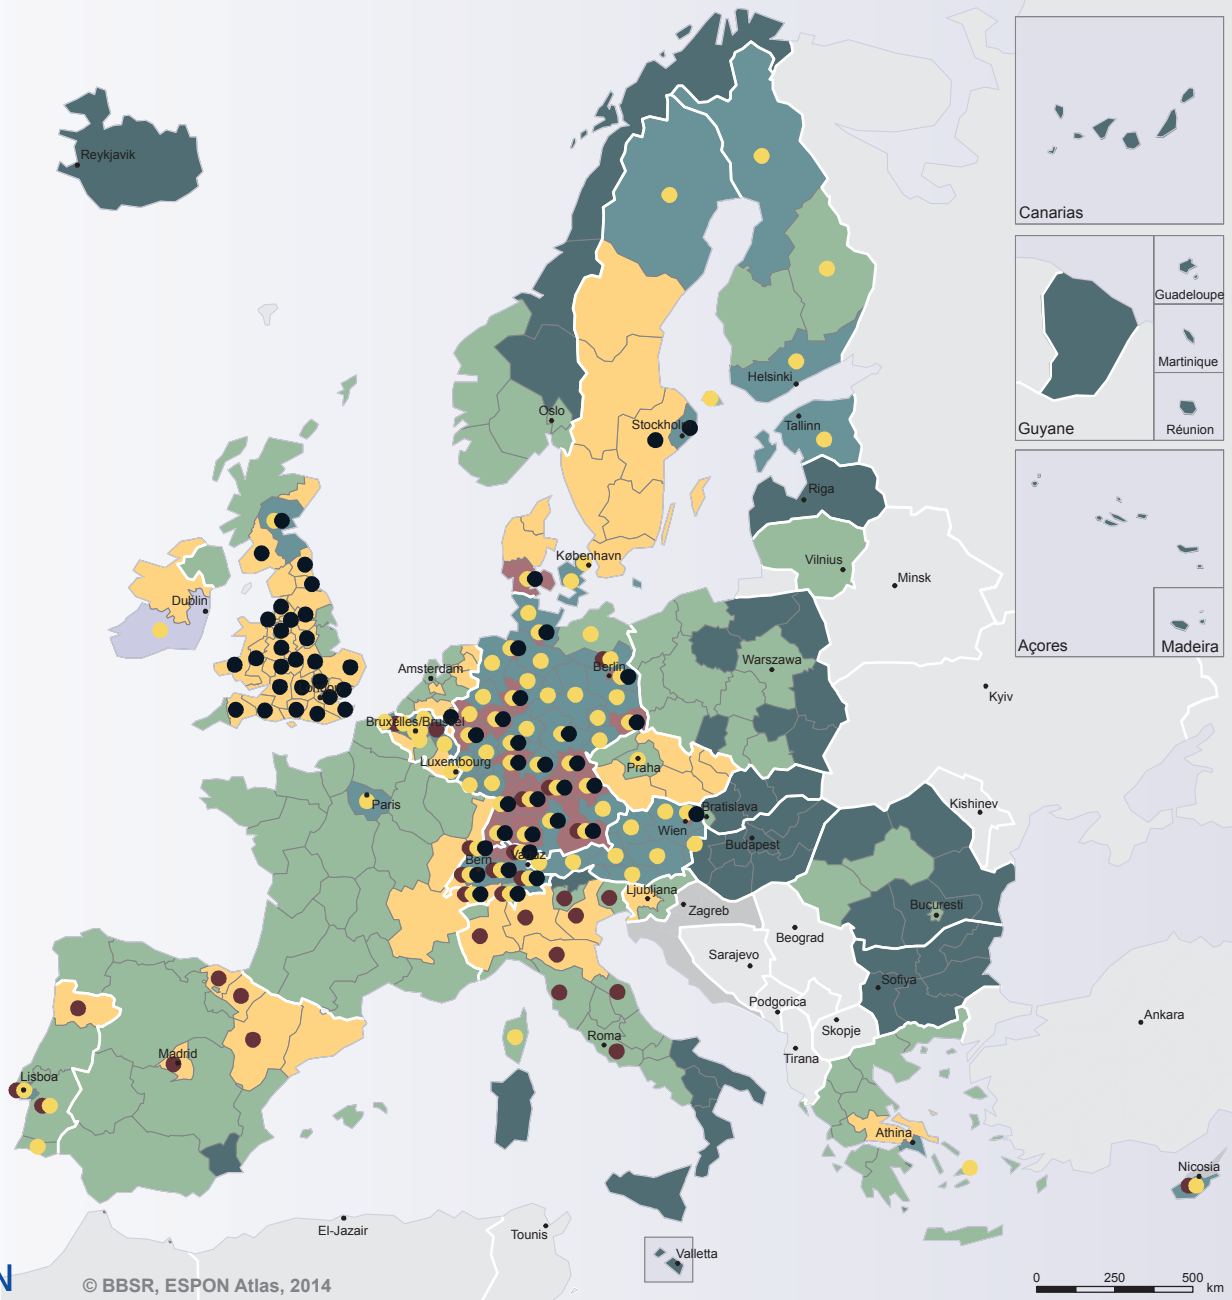 Reykjavik
Canarias
Guadeloupe
Martinique
Guyane
Réunion
Helsinki
Oslo
Stockholm
Tallinn
Riga
København
Vilnius
Minsk
Dublin
Açores
Madeira
Amsterdam
Berlin
Warszawa
Kyiv
London
Bruxelles/Brussel
Luxembourg
Praha
Paris
Bratislava
Kishinev
Wien
Budapest
Bern
Vaduz
Ljubljana
Zagreb
Bucuresti
Beograd
Sarajevo
Sofiya
Podgorica
Ankara
Skopje
Roma
Tirana
Madrid
Lisboa
Athina
Nicosia
El-Jazair
Tounis
Valletta
N
© BBSR, ESPON Atlas, 2014
0 250 500
km